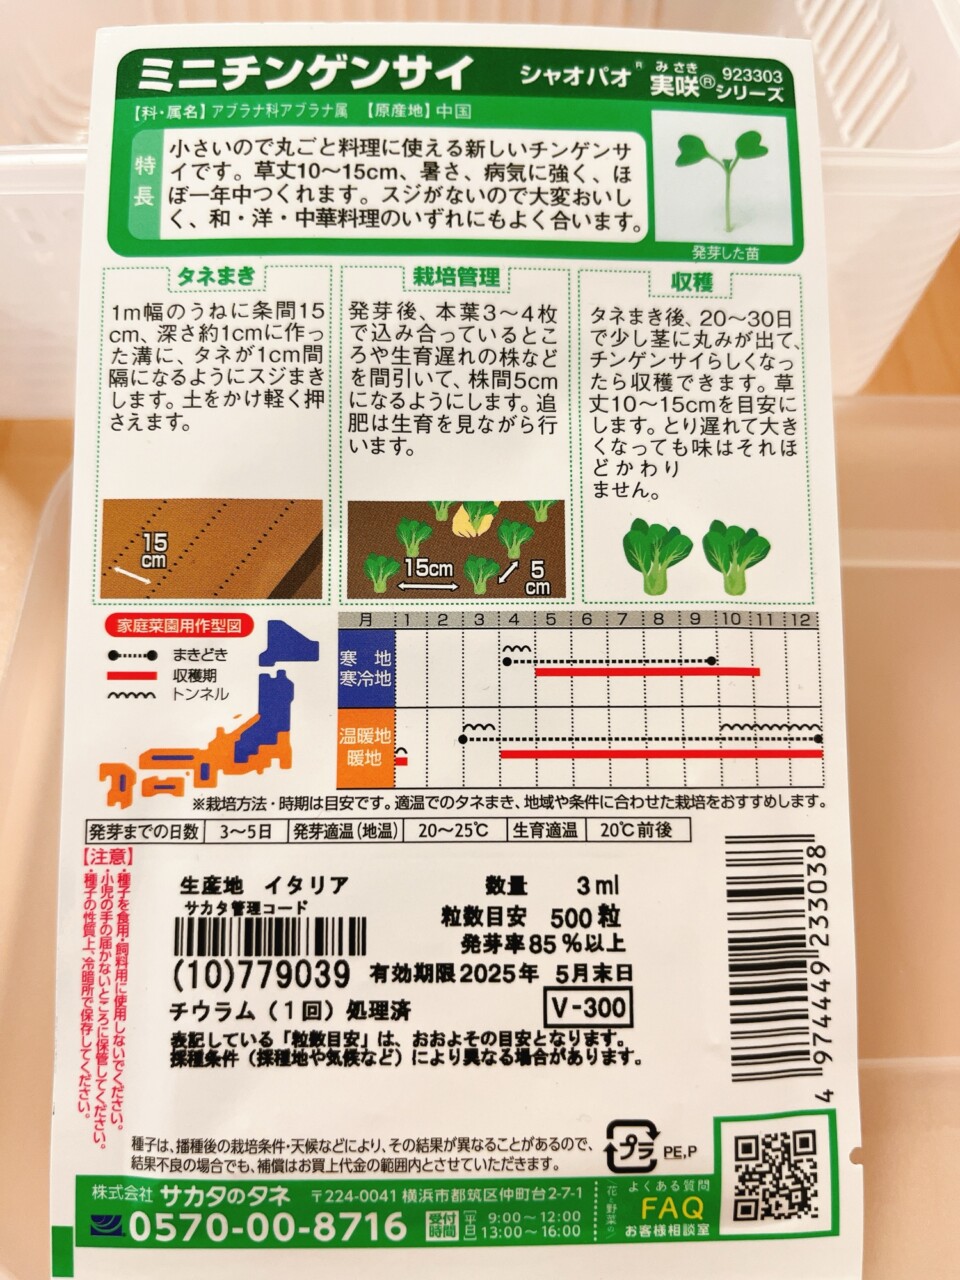 ミニチンゲンサイ シャオパオ® 実咲® 923303 シリーズ
みさき
【科・属名】アブラナ科アブラナ属 【原産地】中国
特長
小さいので丸ごと料理に使える新しいチンゲンサ
イです。草丈10〜15cm、暑さ、病気に強く、ほ
ぼ一年中つくれます。スジがないので大変おいし
く、和・洋・中華料理のいずれにもよく合います。
発芽した苗
タネまき
1m幅のうねに条間15
cm、深さ約1cmに作っ
た溝に、タネが1cm間
隔になるようにスジまき
します。土をかけ軽く押
さえます。
15
cm
栽培管理
発芽後、本葉3〜4枚
で込み合っているとこ
ろや生育遅れの株など
を間引いて、株間5cm
になるようにします。追
肥は生育を見ながら行
います。
15cm
5
cm
収穫
タネまき後、20〜30日
で少し茎に丸みが出て、
チンゲンサイらしくなっ
たら収穫できます。草
丈10〜15cmを目安に
します。とり遅れて大き
くなっても味はそれほ
どかわり
ません。
家庭菜園用作型図
まきどき
収穫期
トンネル
月 1 2 3 4 5 6 7 8 9 10 11 12
寒地
寒冷地
温暖地
暖地
※栽培方法・時期は目安です。適温でのタネまき、地域や条件に合わせた栽培をおすすめします。
発芽までの日数 3〜5日 発芽適温(地温) 20〜25℃ 生育適温 20℃前後
【注意】
・種子を食用・飼料用に使用しないでください。
・小児の手の届かないところに保管してください。
・種子の性質上、冷暗所で保存してください。
生産地 イタリア
サカタ管理コード
(10)779039
数量 3ml
粒数目安 500粒
発芽率85%以上
有効期限2025年 5月末日
チウラム(1回)処理済
V-300
表記している「粒数目安」は、おおよその目安となります。
採種条件(採種地や気候など)により異なる場合があります。
4 974449 233038
種子は、播種後の栽培条件・天候などにより、その結果が異なることがあるので、
結果不良の場合でも、補償はお買上代金の範囲内とさせていただきます。
プラ
PE,P
株式会社 サカタのタネ 〒224-0041 横浜市都筑区仲町台2-7-1
0570-00-8716 受付時間 [平日] 9:00〜12:00
13:00〜16:00
花と野菜の
よくある質問
FAQ
お客様相談室